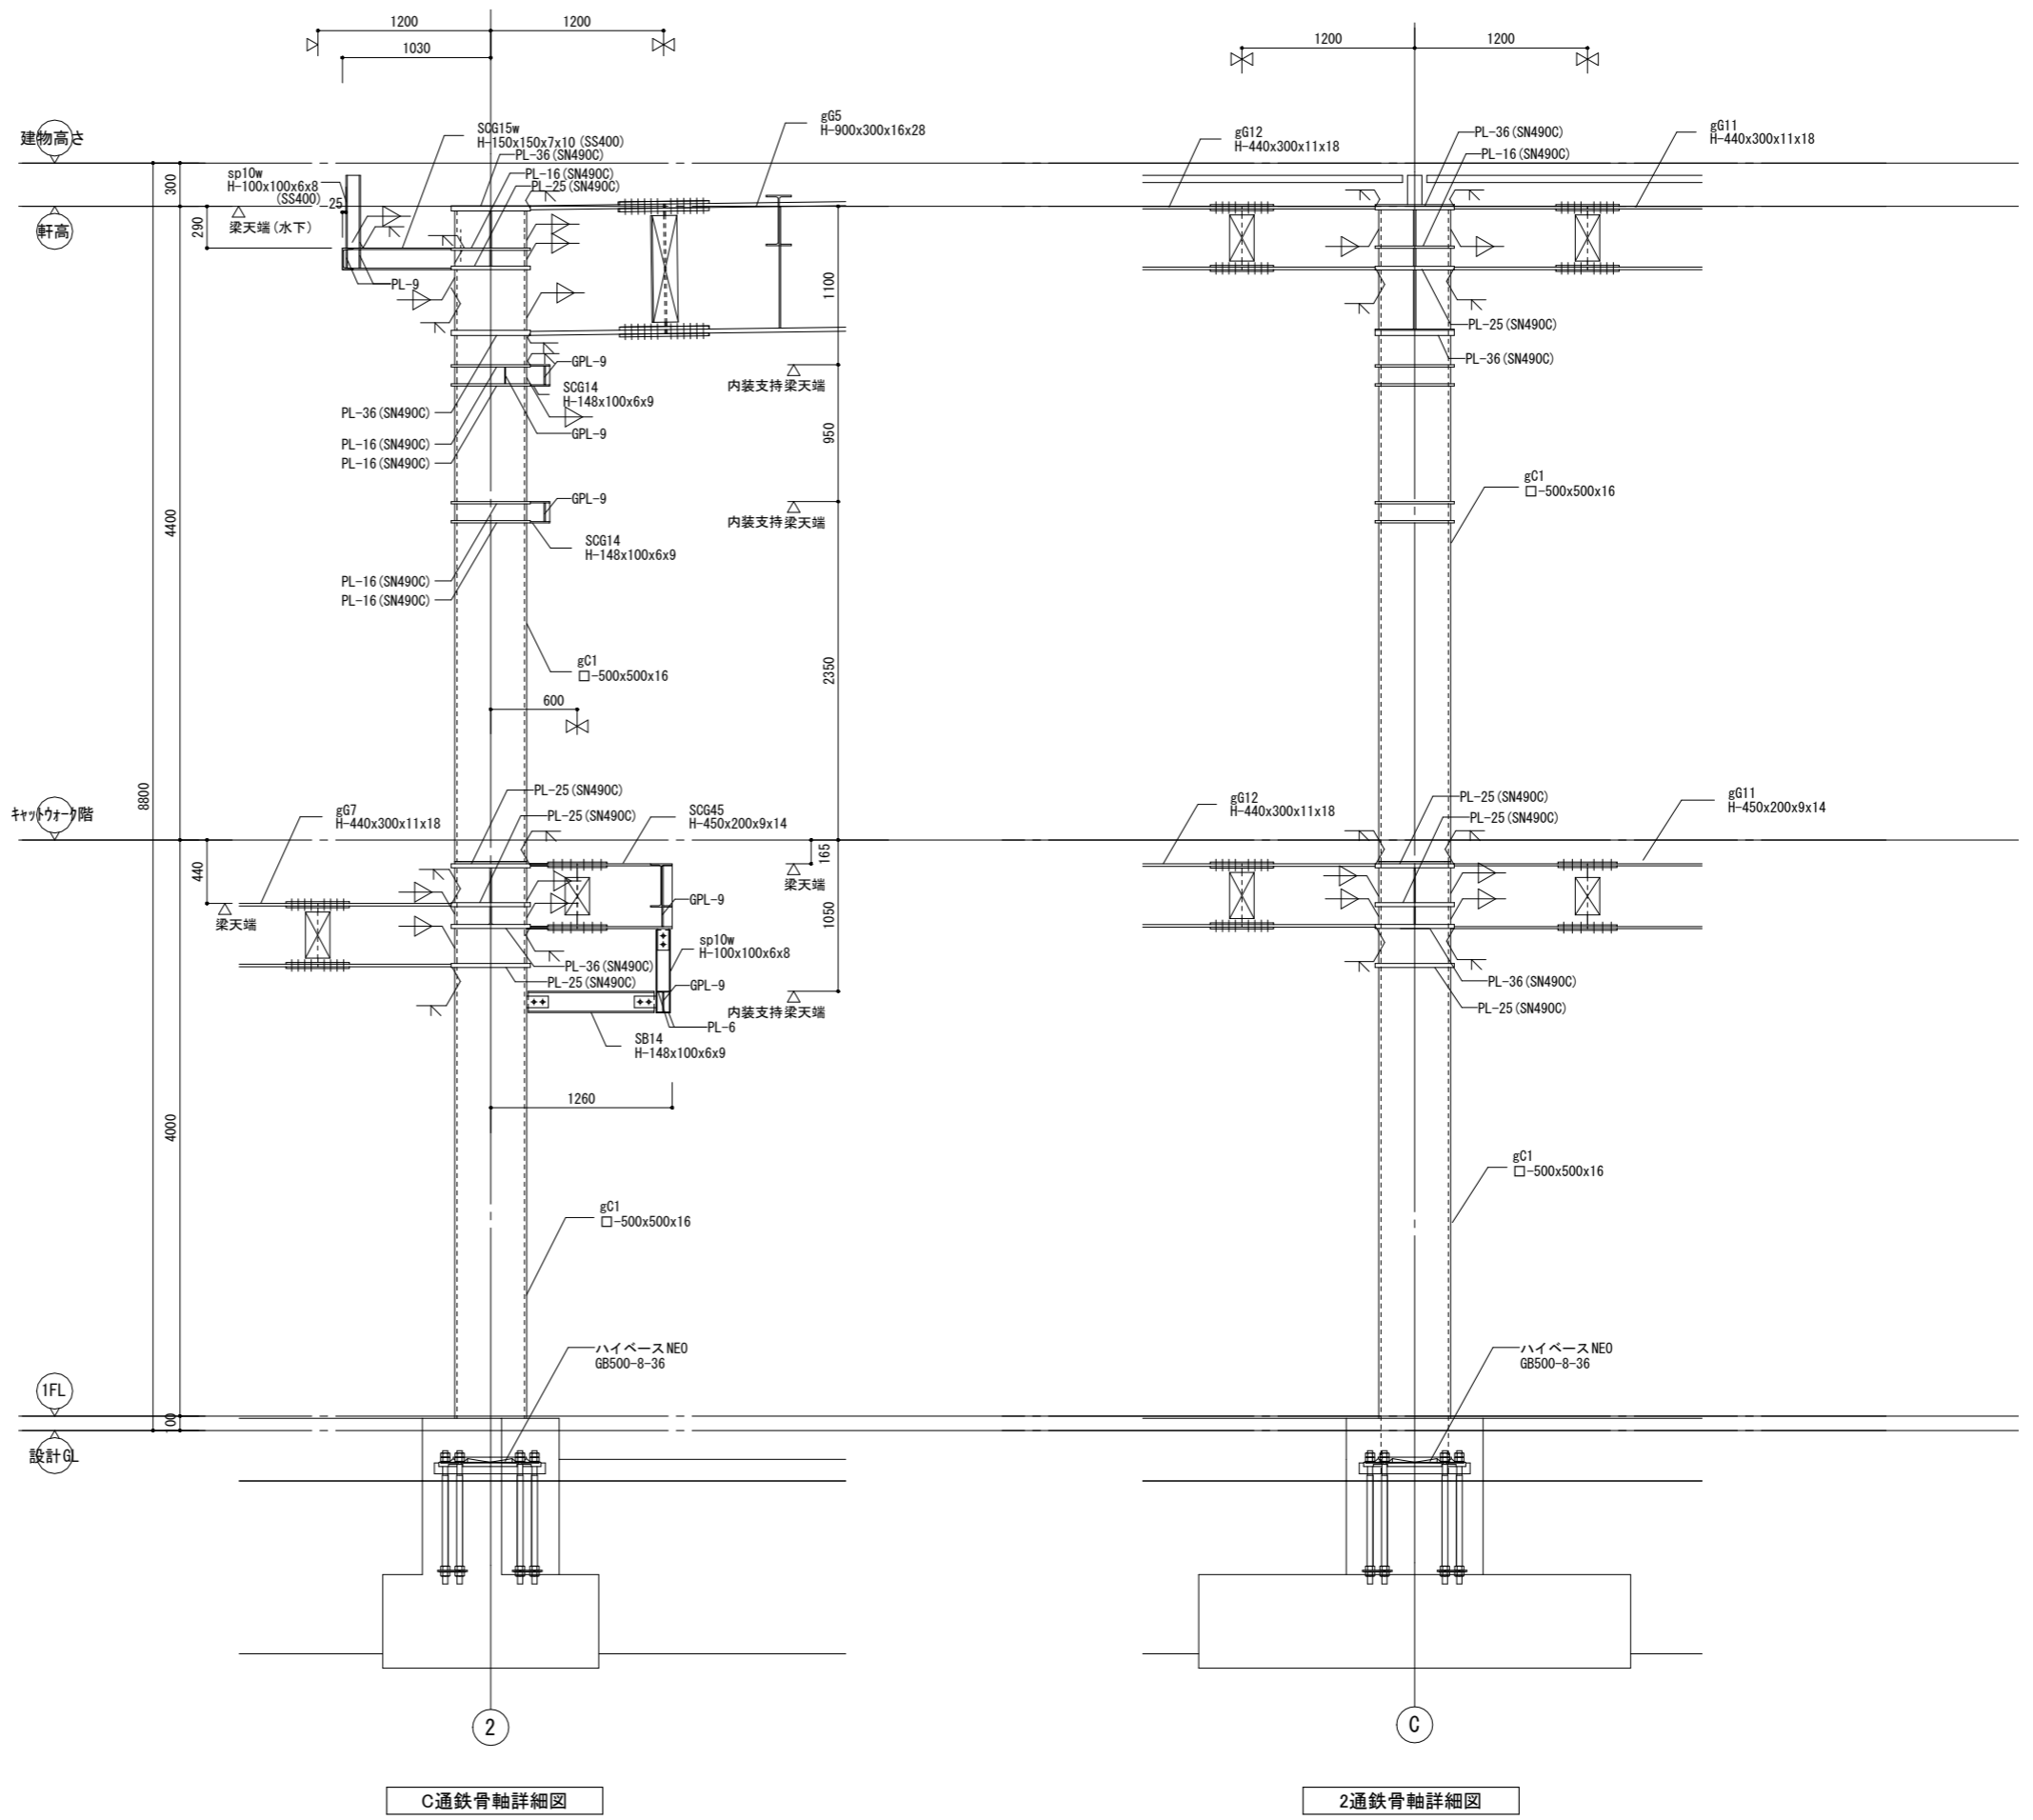 1200
1200
1030
建物高さ
SCG15w
H-150x150x7x10 (SS400)
PL-36(SN490C)
PL-16(SN490C)
PL-25(SN490C)
sp10w
H-100x100x6x8
(SS400)
25
gG5
H-900x300x16x28
300
290
軒高
梁天端(水下)
PL-9
1100
GPL-9
SCG14
H-148x100x6x9
GPL-9
内装支持梁天端
PL-36(SN490C)
PL-16(SN490C)
PL-16(SN490C)
950
GPL-9
内装支持梁天端
SCG14
H-148x100x6x9
PL-16(SN490C)
PL-16(SN490C)
4400
gC1
□-500x500x16
2350
600
8800
キャットウォーク階
gG7
H-440x300x11x18
PL-25(SN490C)
PL-25(SN490C)
SCG45
H-450x200x9x14
440
165
梁天端
梁天端
GPL-9
1050
sp10w
H-100x100x6x8
PL-36(SN490C)
PL-25(SN490C)
GPL-9
内装支持梁天端
PL-6
SB14
H-148x100x6x9
1260
4000
gC1
□-500x500x16
ハイベースNEO
GB500-8-36
1FL
100
設計GL
2
C通鉄骨軸詳細図
1200
1200
gG12
H-440x300x11x18
PL-36(SN490C)
PL-16(SN490C)
gG11
H-440x300x11x18
PL-25(SN490C)
PL-36(SN490C)
gC1
□-500x500x16
gG12
H-440x300x11x18
PL-25(SN490C)
PL-25(SN490C)
gG11
H-450x200x9x14
PL-36(SN490C)
PL-25(SN490C)
gC1
□-500x500x16
ハイベースNEO
GB500-8-36
C
2通鉄骨軸詳細図